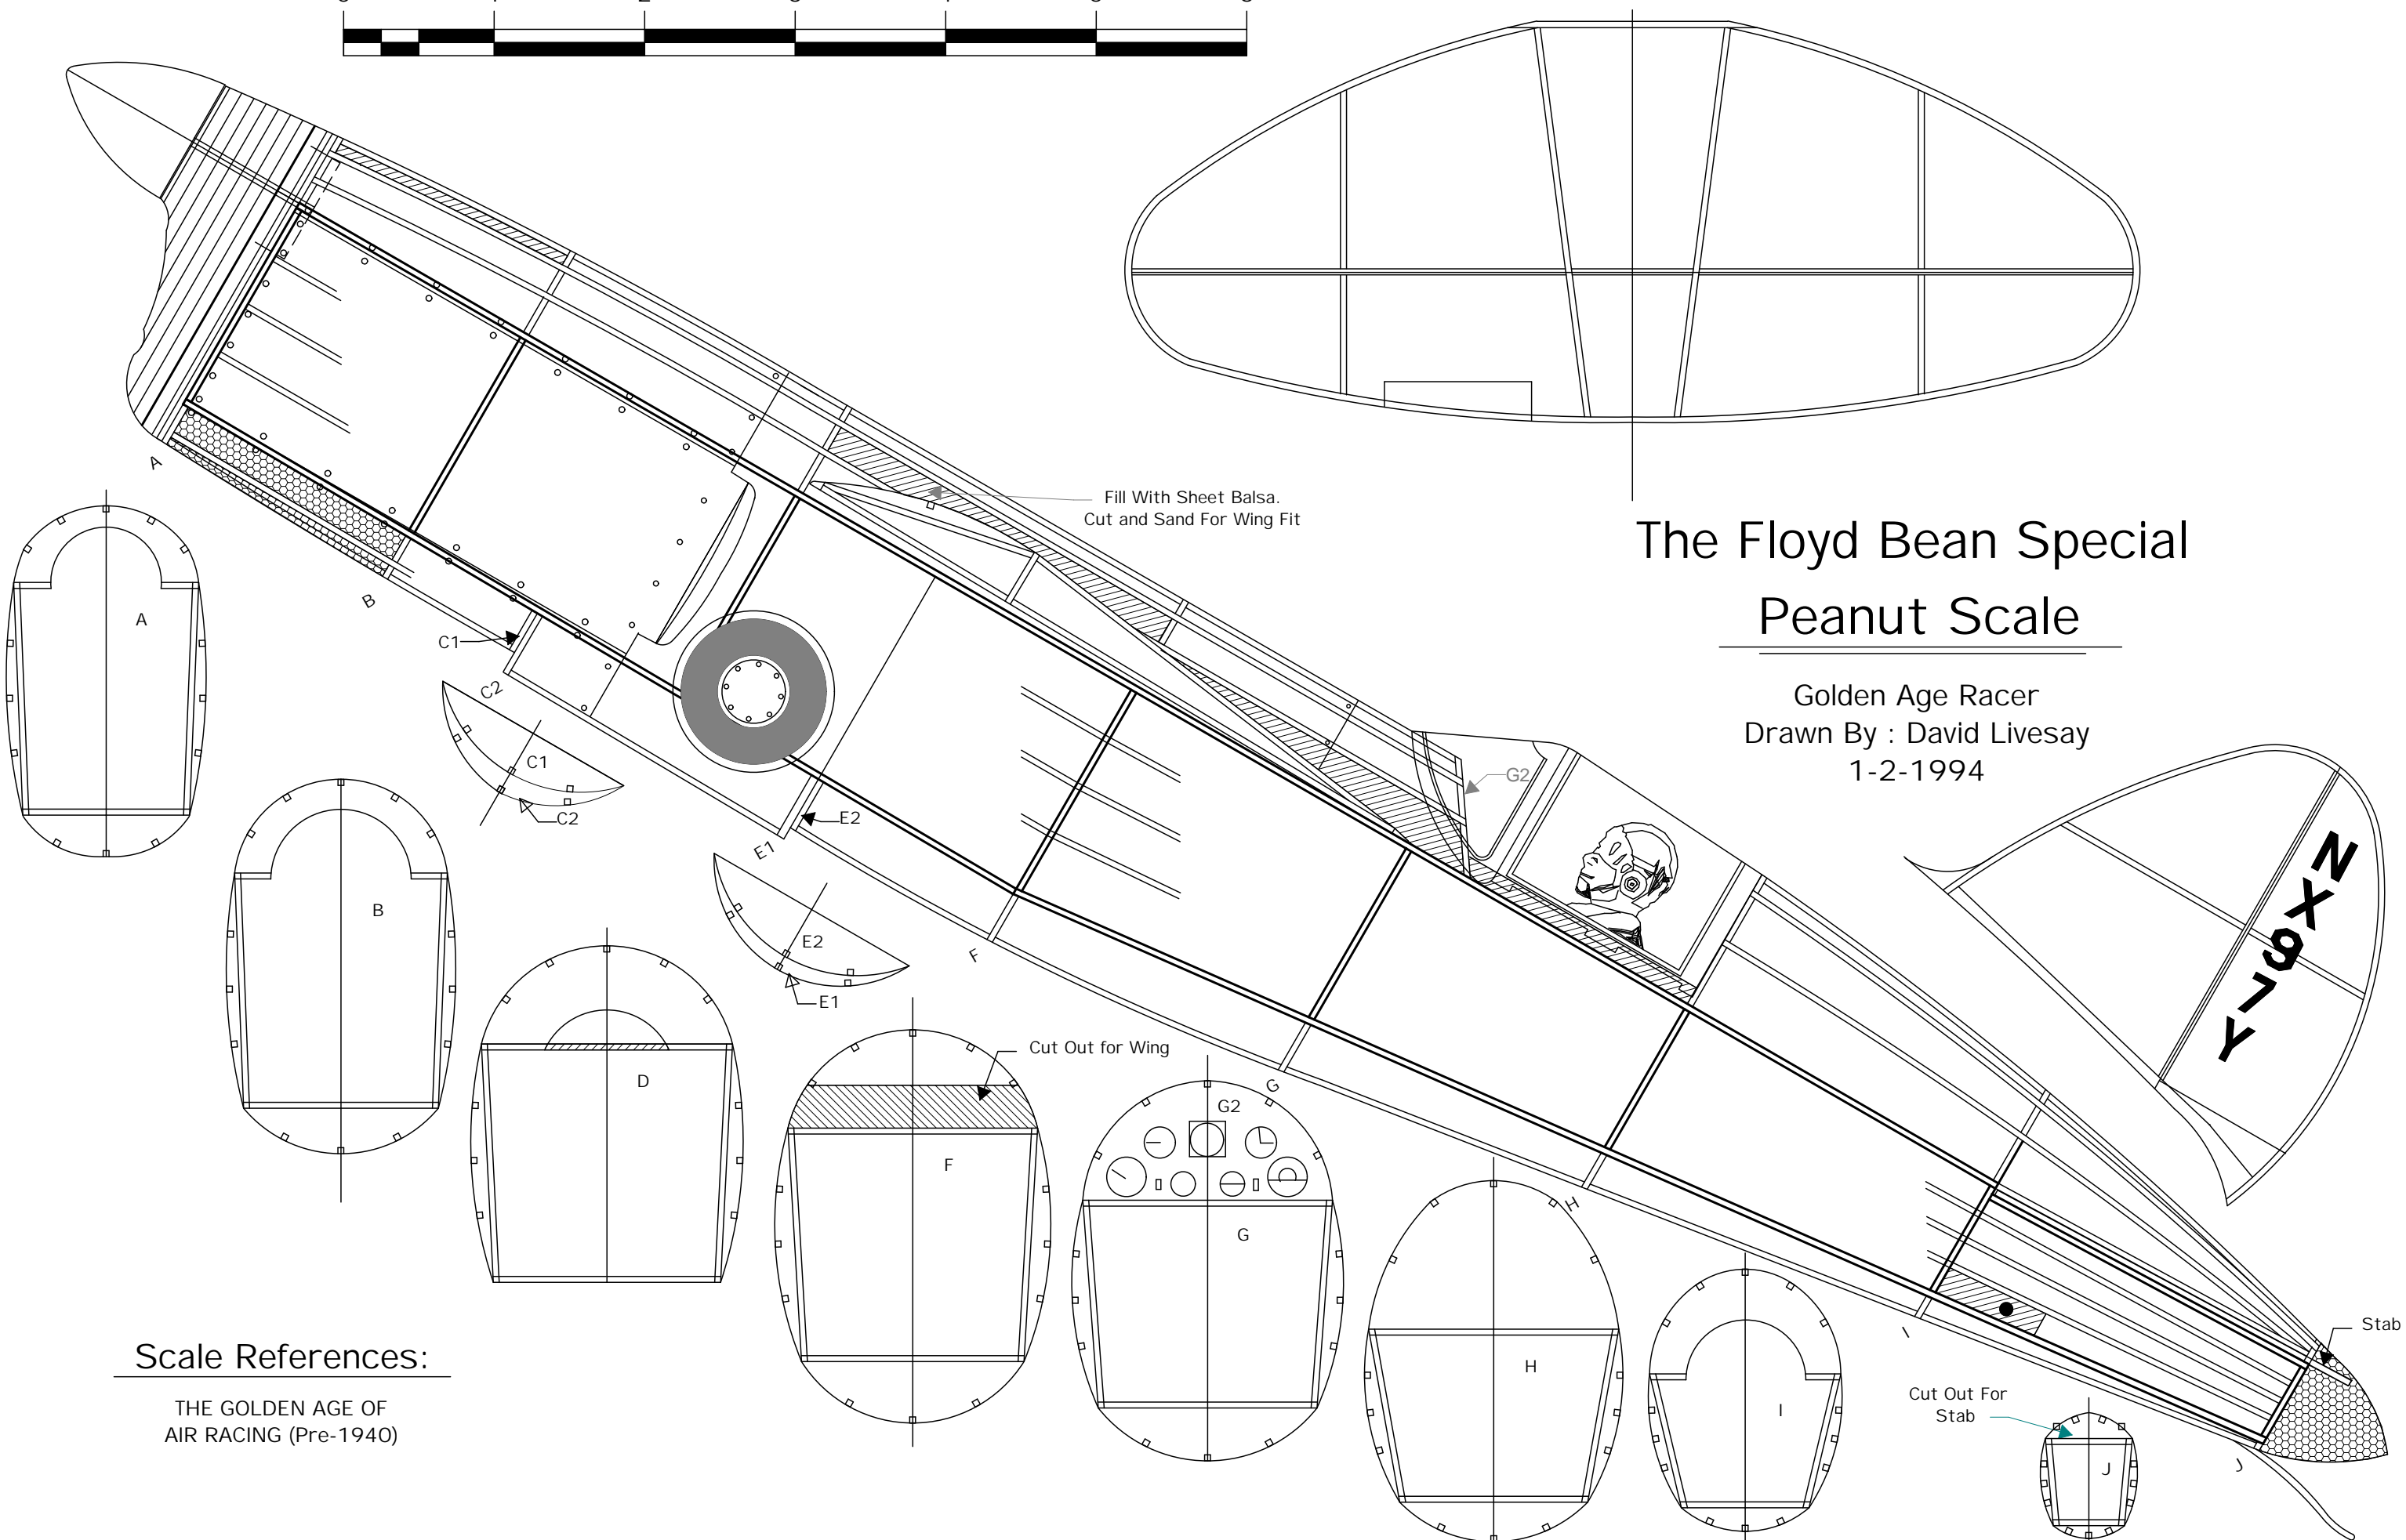 Fill With Sheet Balsa.
Cut and Sand For Wing Fit
The Floyd Bean Special
Peanut Scale
Golden Age Racer
Drawn By : David Livesay
1-2-1994
A
B
C1
C2
E1
E2
F
G
H
I
J
G2
A
B
C1
C2
D
E2
E1
Cut Out for Wing
F
G2
G
H
I
J
NX97Y
Cut Out For
Stab
Stab
Scale References:
THE GOLDEN AGE OF
AIR RACING (Pre-1940)